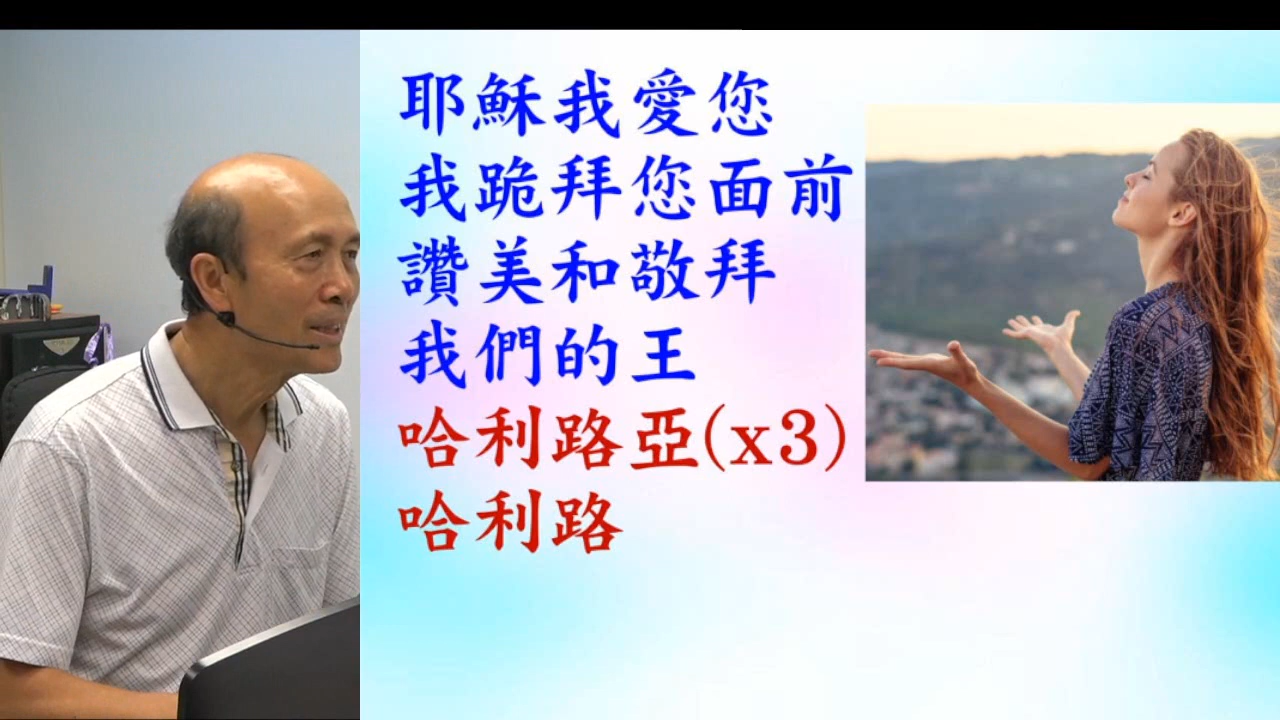 耶穌我愛您
我跪拜您面前
讚美和敬拜
我們的王
哈利路亞(x3)
哈利路